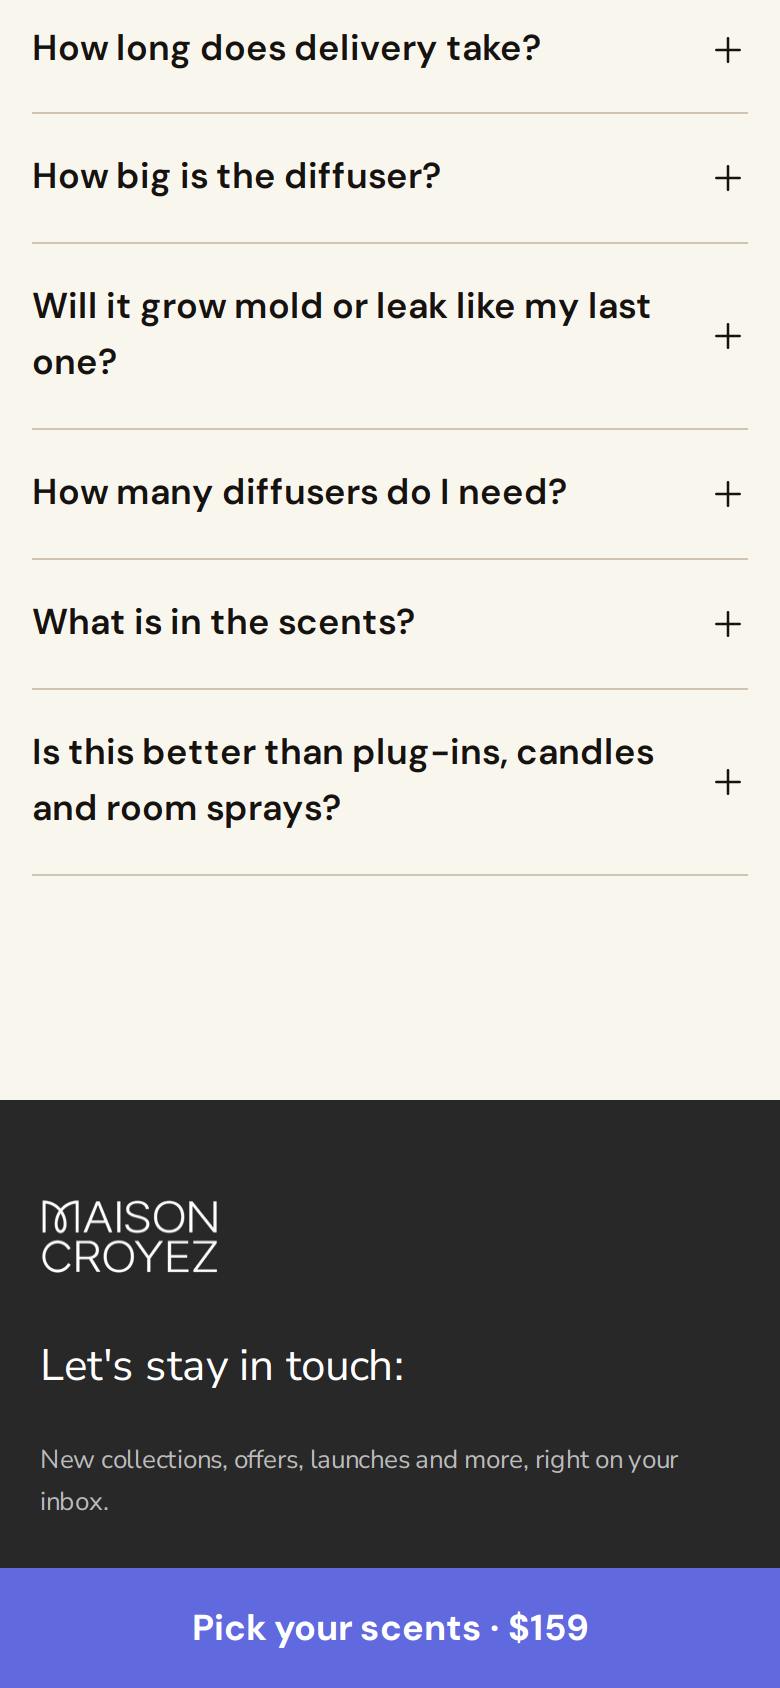 How long does delivery take?
How big is the diffuser?
Will it grow mold or leak like my last
one?
How many diffusers do I need?
What is in the scents?
Is this better than plug-ins, candles
and room sprays?
MAISON
CROYEZ
Let's stay in touch:
New collections, offers, launches and more, right on your
inbox.
Pick your scents · $159